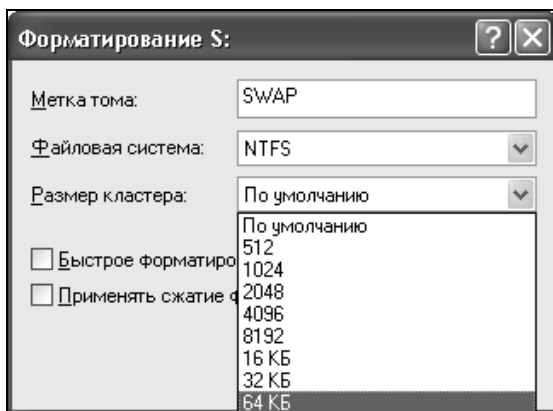 Форматирование S:
Метка тома: SWAP
Файловая система: NTFS
Размер кластера: По умолчанию
По умолчанию
512
Быстрое форматиро
1024
Применять сжатие ф
2048
4096
8192
16 КБ
32 КБ
64 КБ